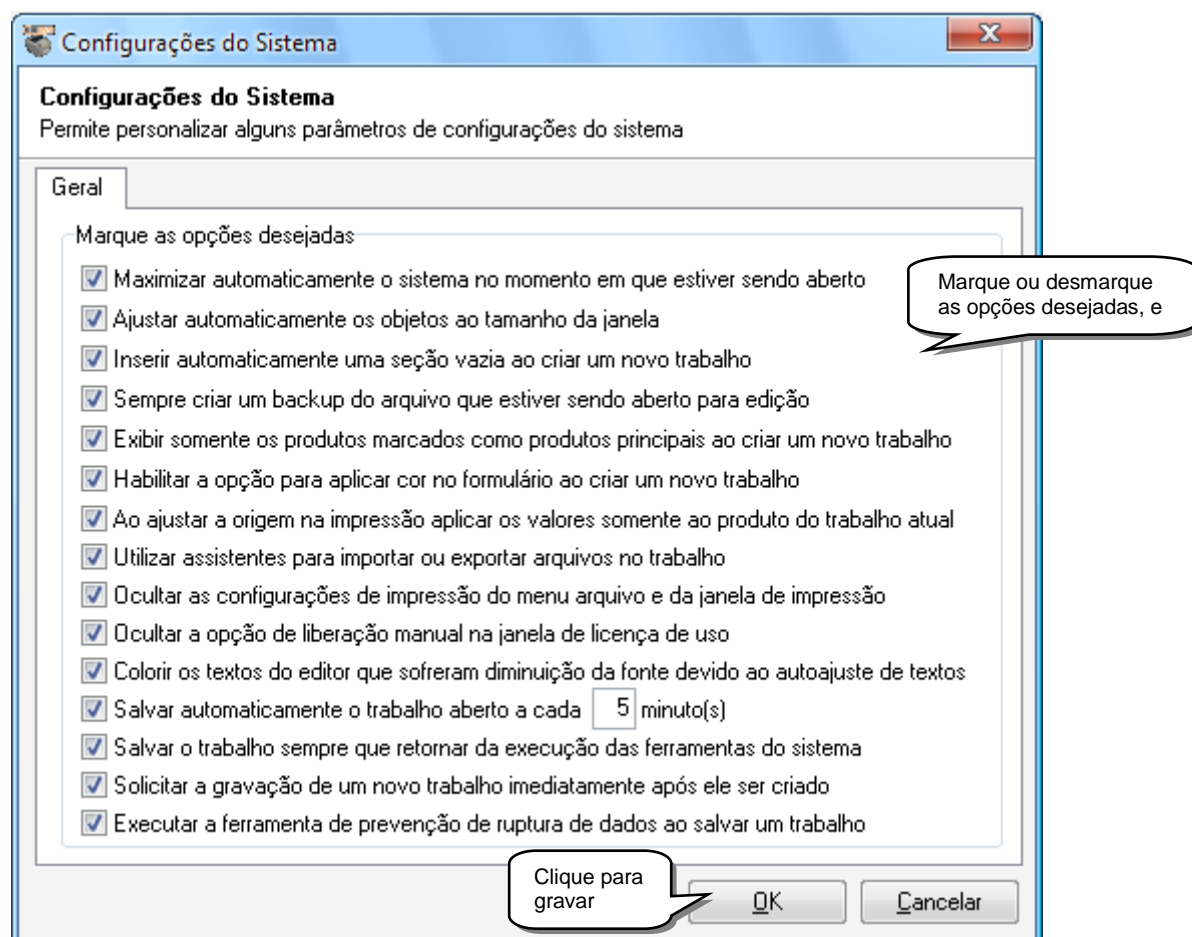 Configurações do Sistema
Configurações do Sistema
Permite personalizar alguns parâmetros de configurações do sistema
Geral
Marque as opções desejadas
Maximizar automaticamente o sistema no momento em que estiver sendo aberto
Marque ou desmarque
as opções desejadas, e
Ajustar automaticamente os objetos ao tamanho da janela
Inserir automaticamente uma seção vazia ao criar um novo trabalho
Sempre criar um backup do arquivo que estiver sendo aberto para edição
Exibir somente os produtos marcados como produtos principais ao criar um novo trabalho
Habilitar a opção para aplicar cor no formulário ao criar um novo trabalho
Ao ajustar a origem na impressão aplicar os valores somente ao produto do trabalho atual
Utilizar assistentes para importar ou exportar arquivos no trabalho
Ocultar as configurações de impressão do menu arquivo e da janela de impressão
Ocultar a opção de liberação manual na janela de licença de uso
Colorir os textos do editor que sofreram diminuição da fonte devido ao autoajuste de textos
Salvar automaticamente o trabalho aberto a cada 5 minuto(s)
Salvar o trabalho sempre que retornar da execução das ferramentas do sistema
Solicitar a gravação de um novo trabalho imediatamente após ele ser criado
Executar a ferramenta de prevenção de ruptura de dados ao salvar um trabalho
Clique para
gravar
OK
Cancelar